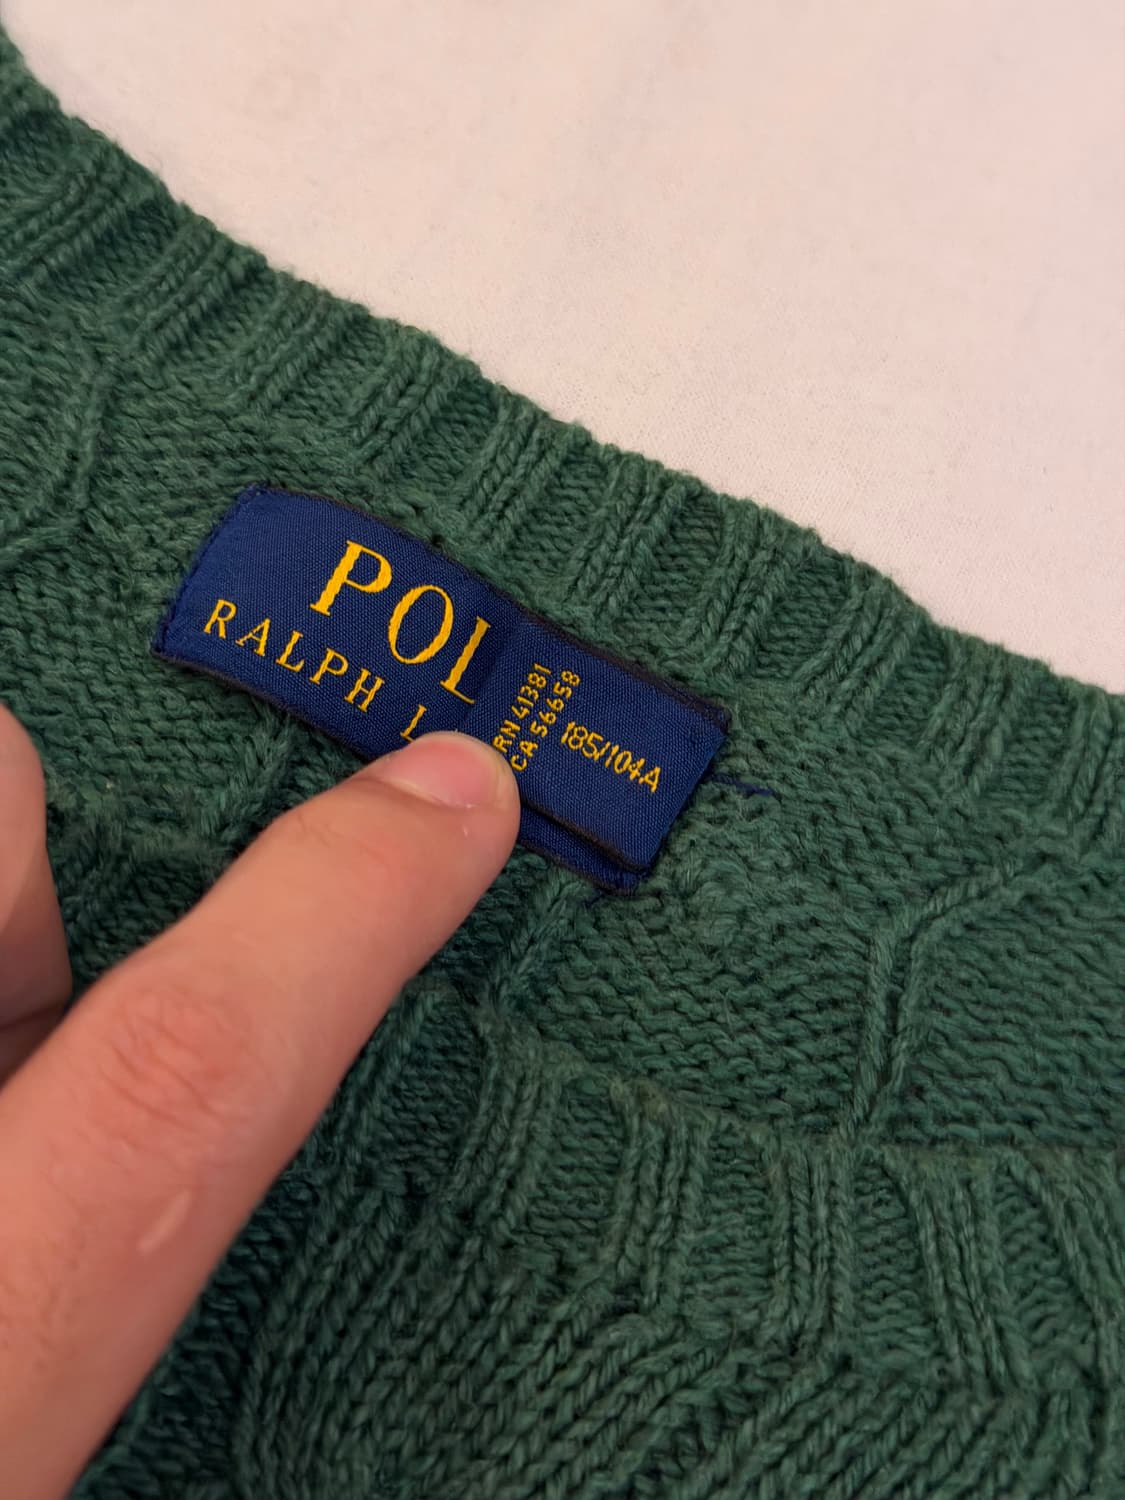 POL
RALPH L
RN 41381
CA 56658
185/104A